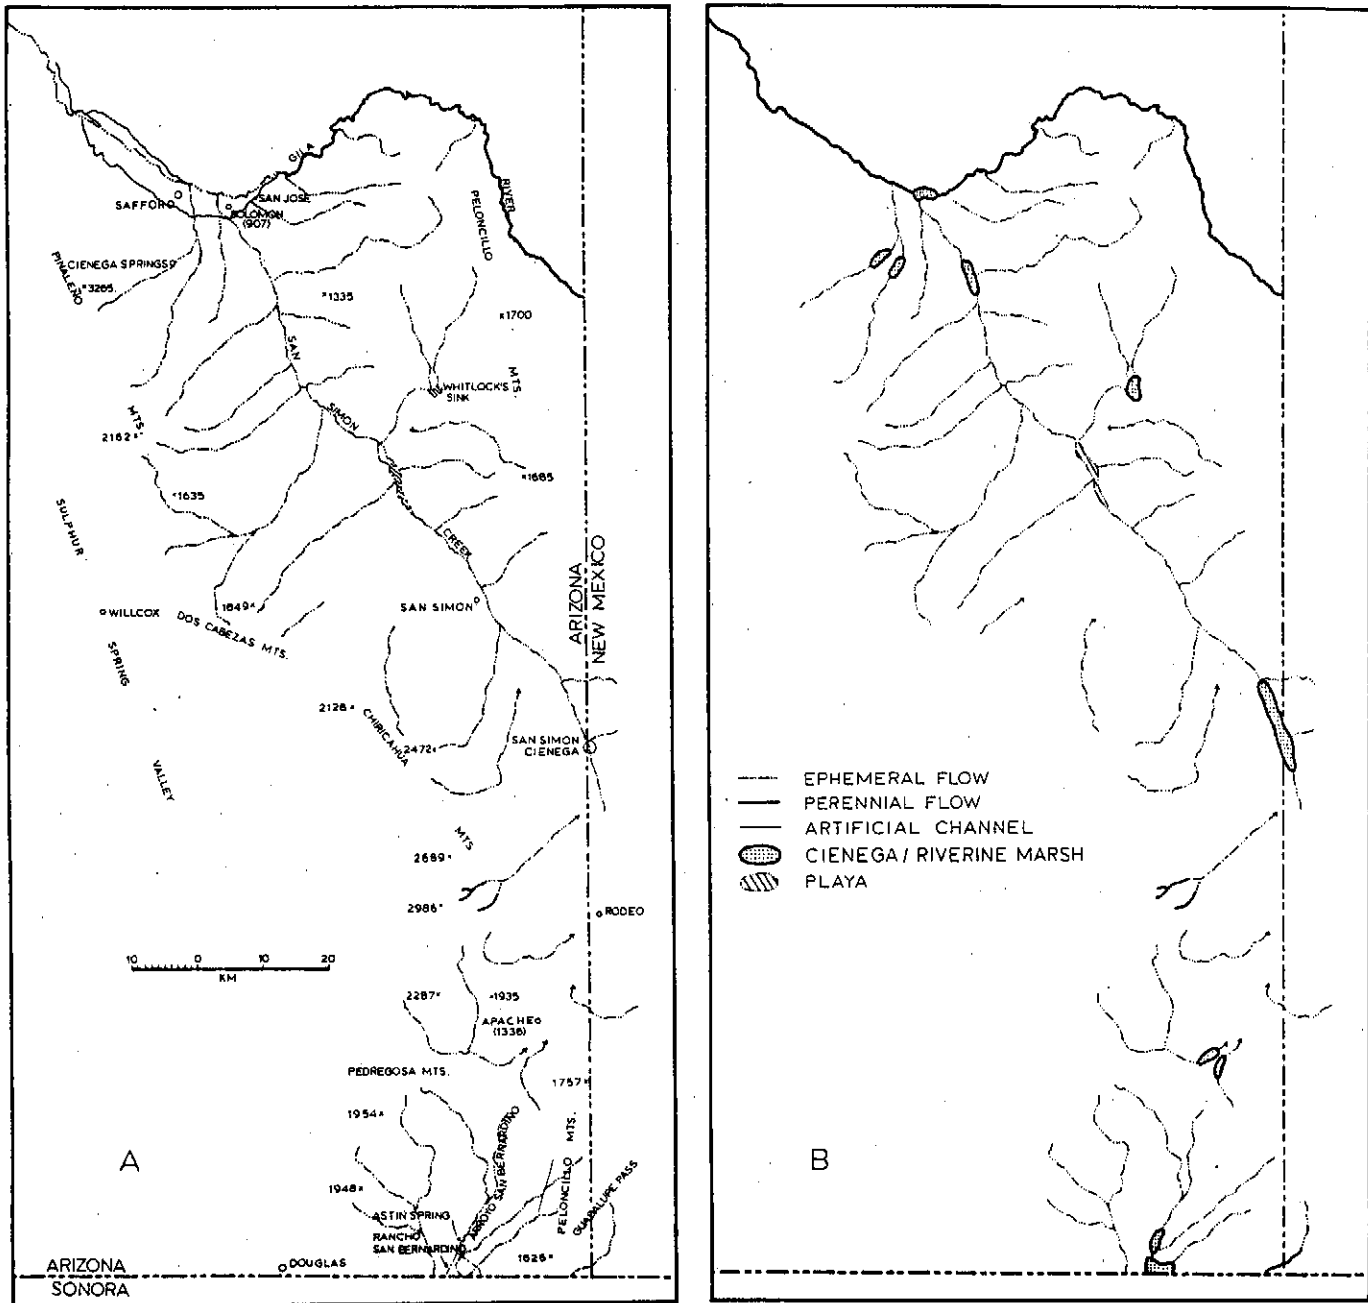 GILA
RIVER
SAN JOSE
SAFFORD
SOLOMON
(907)
PELONCILLO
CIENEGA SPRINGS
PINALENO
3265
1335
1700
SAN
MTS.
WHITLOCK'S
SINK
MTS.
SIMON
2162
1685
1635
SULPHUR
CREEK
ARIZONA
NEW MEXICO
SAN SIMON
WILLCOX
1649
DOS CABEZAS MTS.
SPRING
2128
CHIRICAHUA
2472
SAN SIMON
CIENEGA
VALLEY
MTS
2689
2986
RODEO
10 0 10 20
KM
2287
1935
APACHE
(1336)
PEDREGOSA MTS.
1757
1954
ARROYO SAN BERNARDINO
PELONCILLO MTS.
GUADALUPE PASS
A
1948
ASTIN SPRING
RANCHO
SAN BERNARDINO
1626
DOUGLAS
ARIZONA
SONORA
EPHEMERAL FLOW
PERENNIAL FLOW
ARTIFICIAL CHANNEL
CIENEGA / RIVERINE MARSH
PLAYA
B